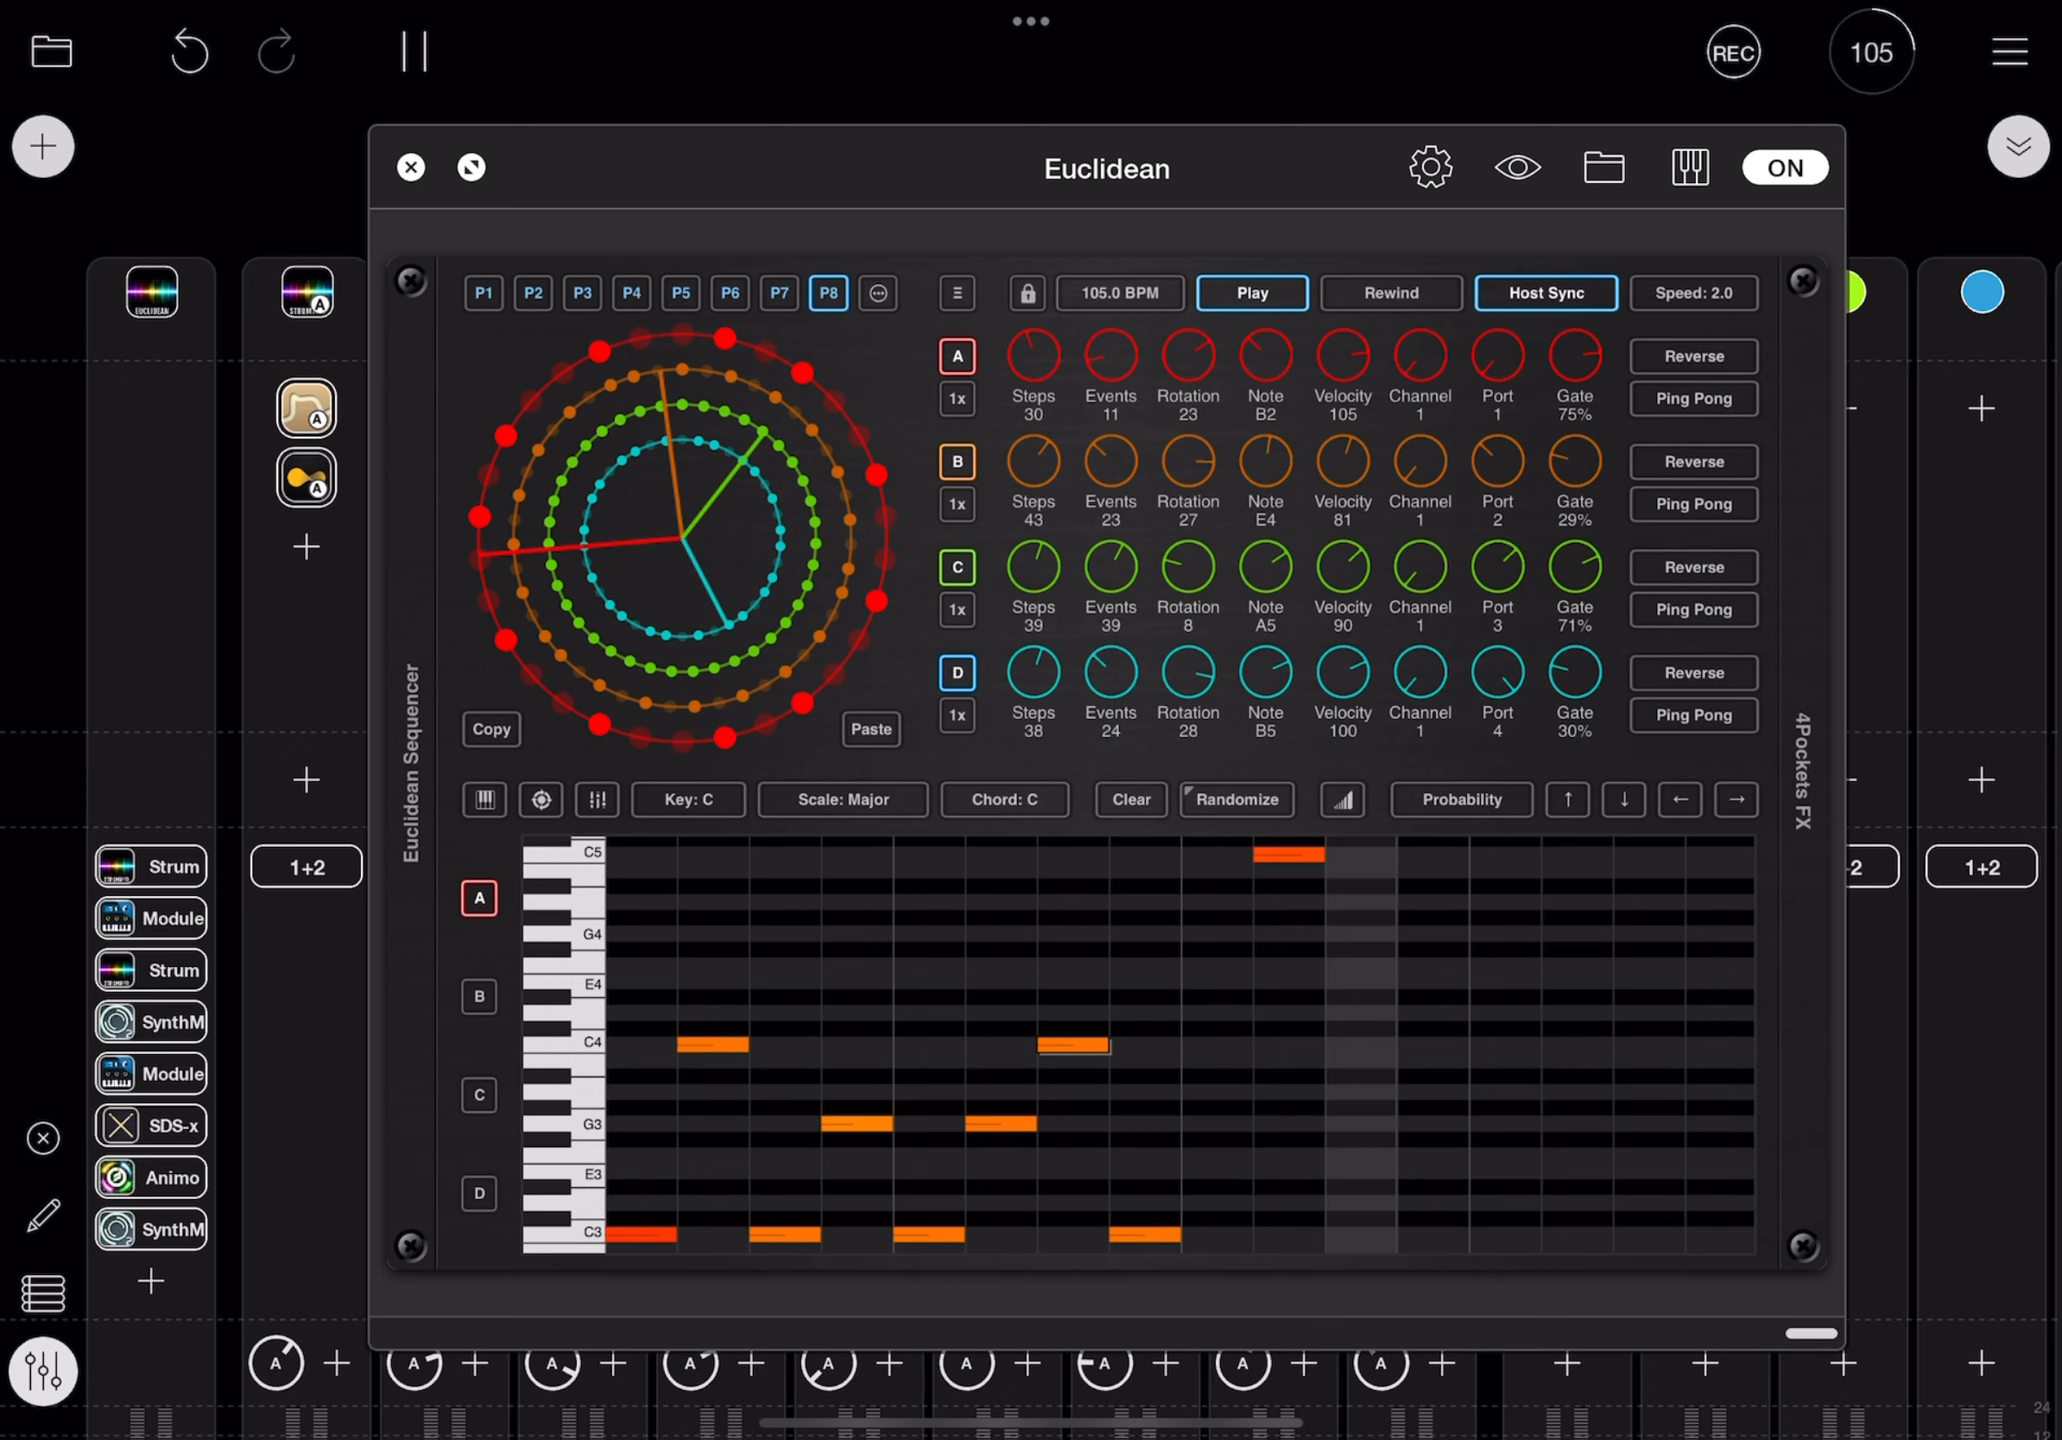 REC
105
Euclidean
ON
EUCLIDEAN
A
P1 P2 P3 P4 P5 P6 P7 P8
105.0 BPM Play Rewind Host Sync Speed: 2.0
A
Reverse
1x
Steps Events Rotation Note Velocity Channel Port Gate
30 11 23 B2 105 1 1 75%
Ping Pong
A
A
B
Reverse
1x
Steps Events Rotation Note Velocity Channel Port Gate
43 23 27 E4 81 1 2 29%
Ping Pong
C
Reverse
1x
Steps Events Rotation Note Velocity Channel Port Gate
39 39 8 A5 90 1 3 71%
Ping Pong
D
Reverse
1x
Steps Events Rotation Note Velocity Channel Port Gate
38 24 28 B5 100 1 4 30%
Ping Pong
Copy Paste
Euclidean Sequencer
4Pockets FX
Key: C Scale: Major Chord: C Clear Randomize Probability
C5
G4
E4
C4
G3
E3
C3
A
B
C
D
Strum
Module
Strum
SynthM
Module
SDS-x
Animo
SynthM
1+2
-2
1+2
A A A A A A A A A
24
12